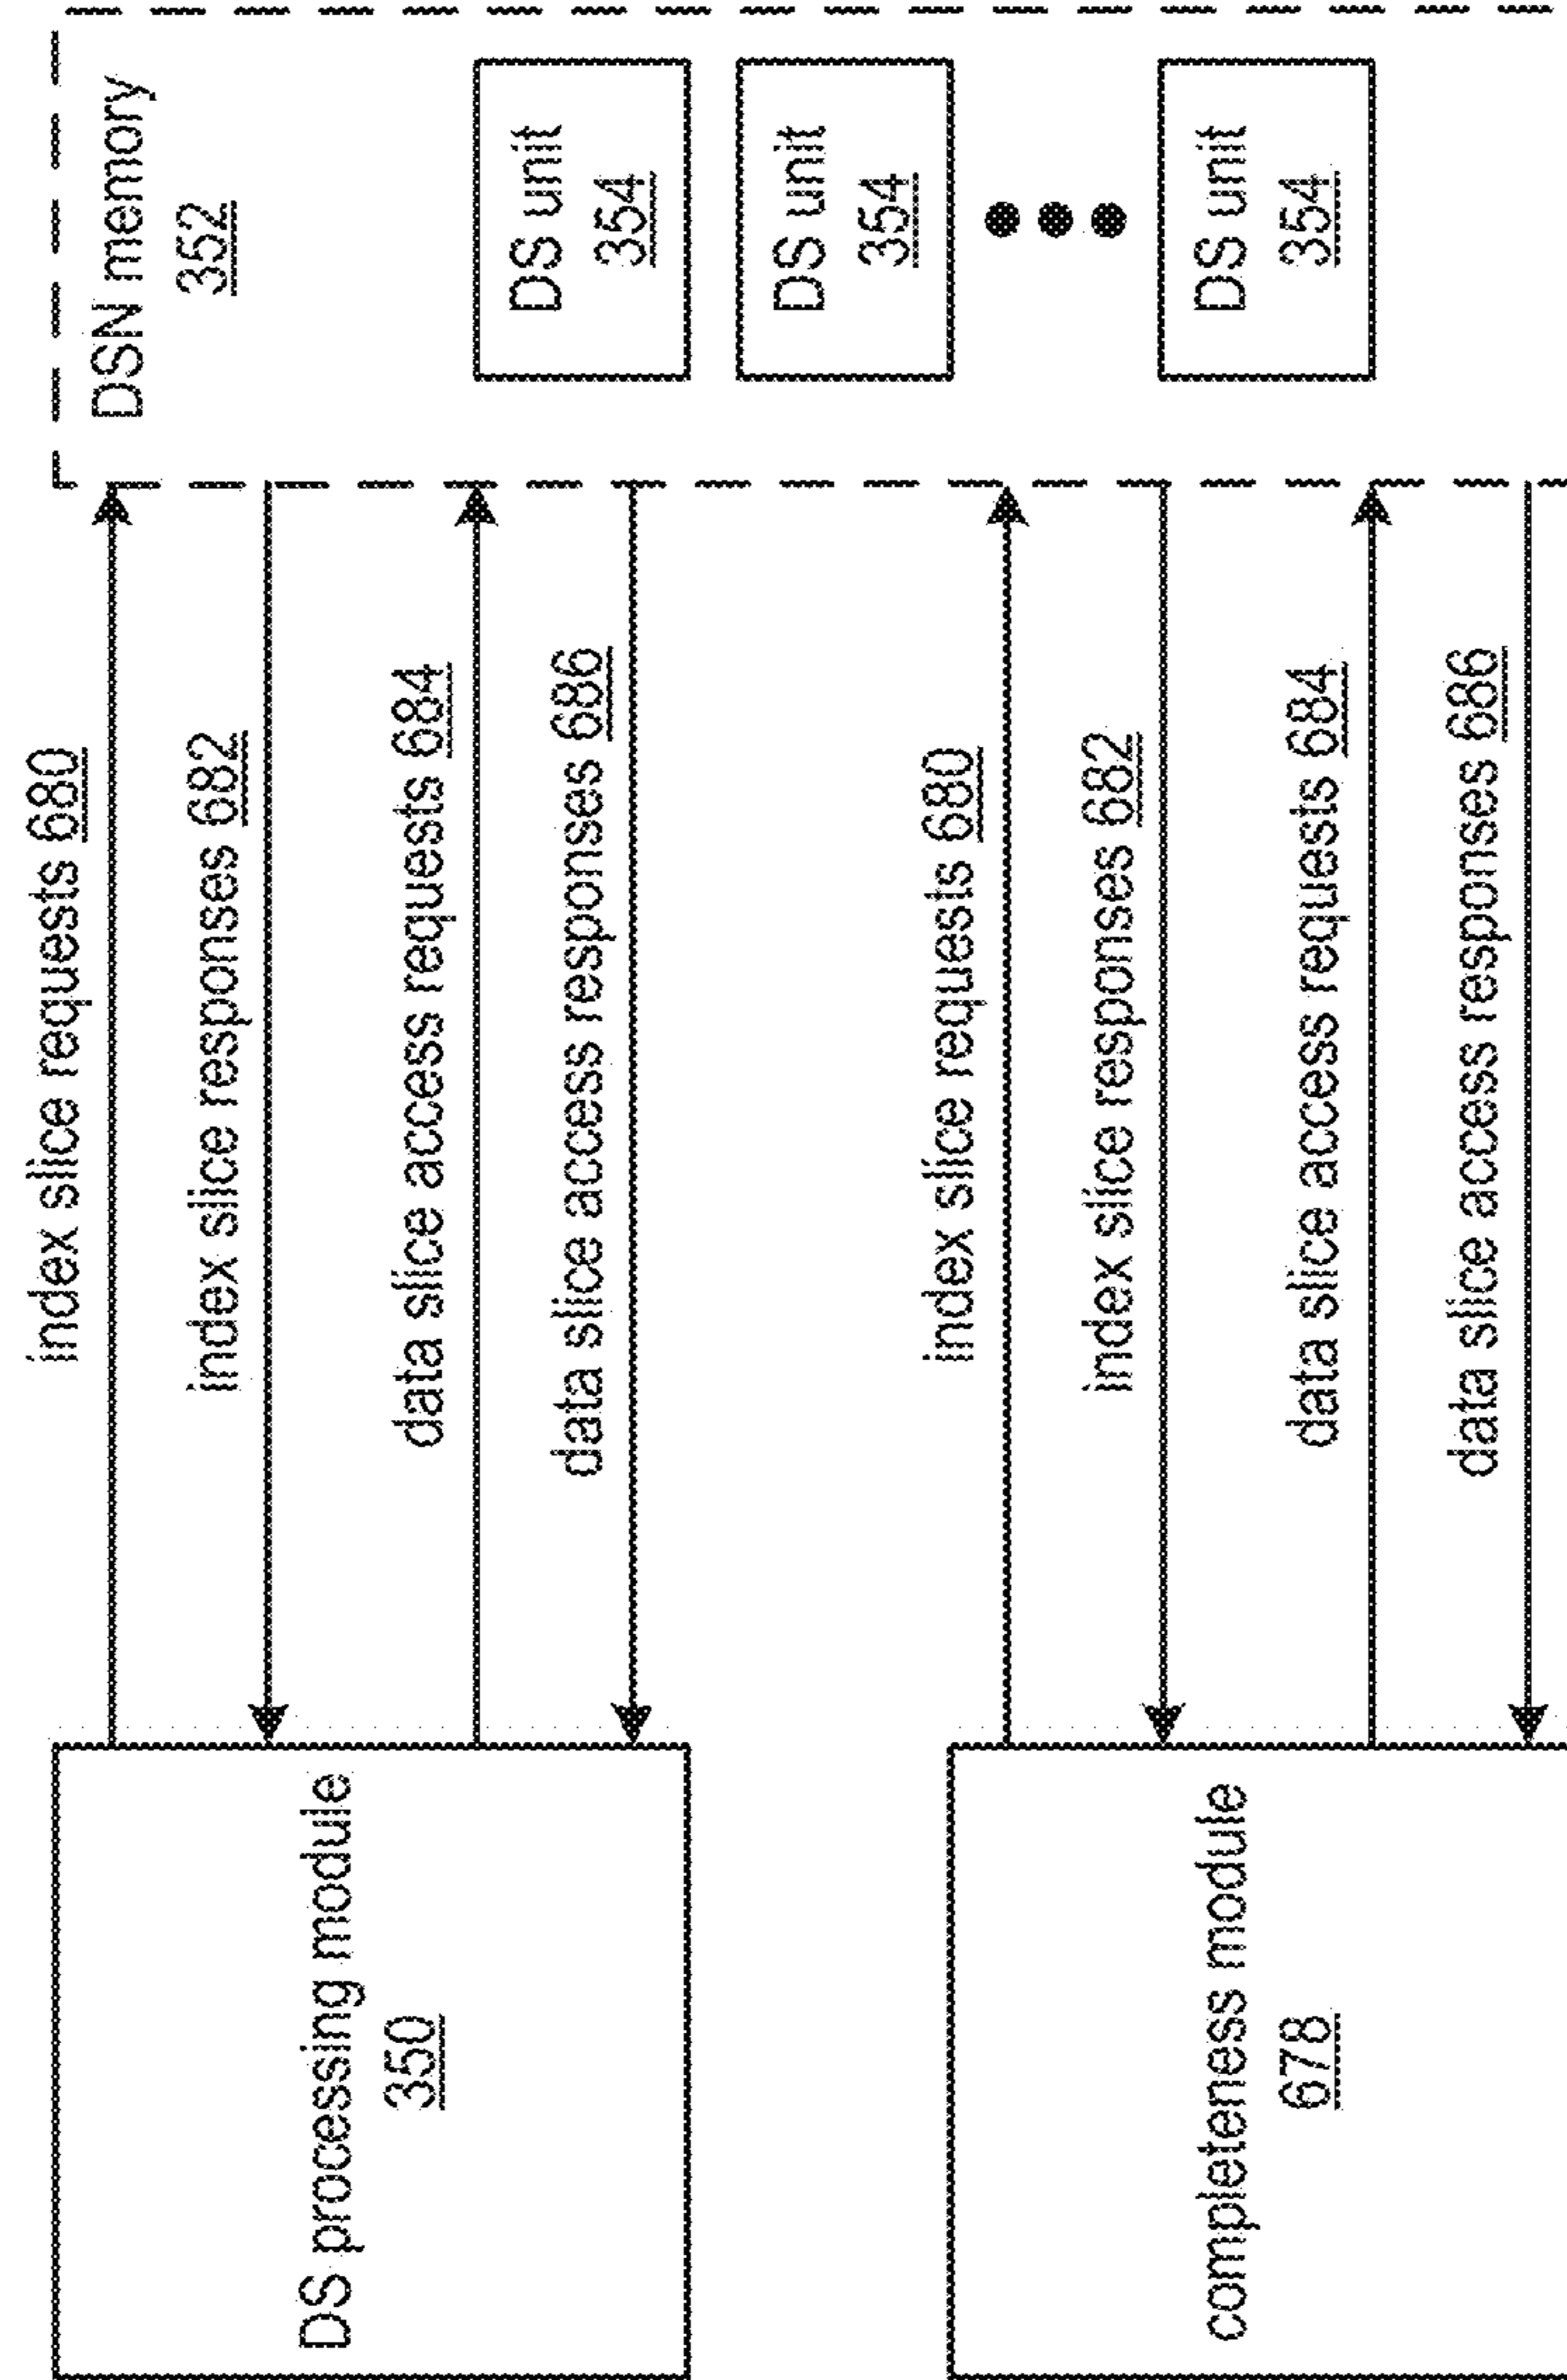 DS processing module
350
index slice requests 680
index slice responses 682
data slice access requests 684
data slice access responses 686
DSN memory
352
DS unit
354
DS unit
354
DS unit
354
completeness module
678
index slice requests 680
index slice responses 682
data slice access requests 684
data slice access responses 686